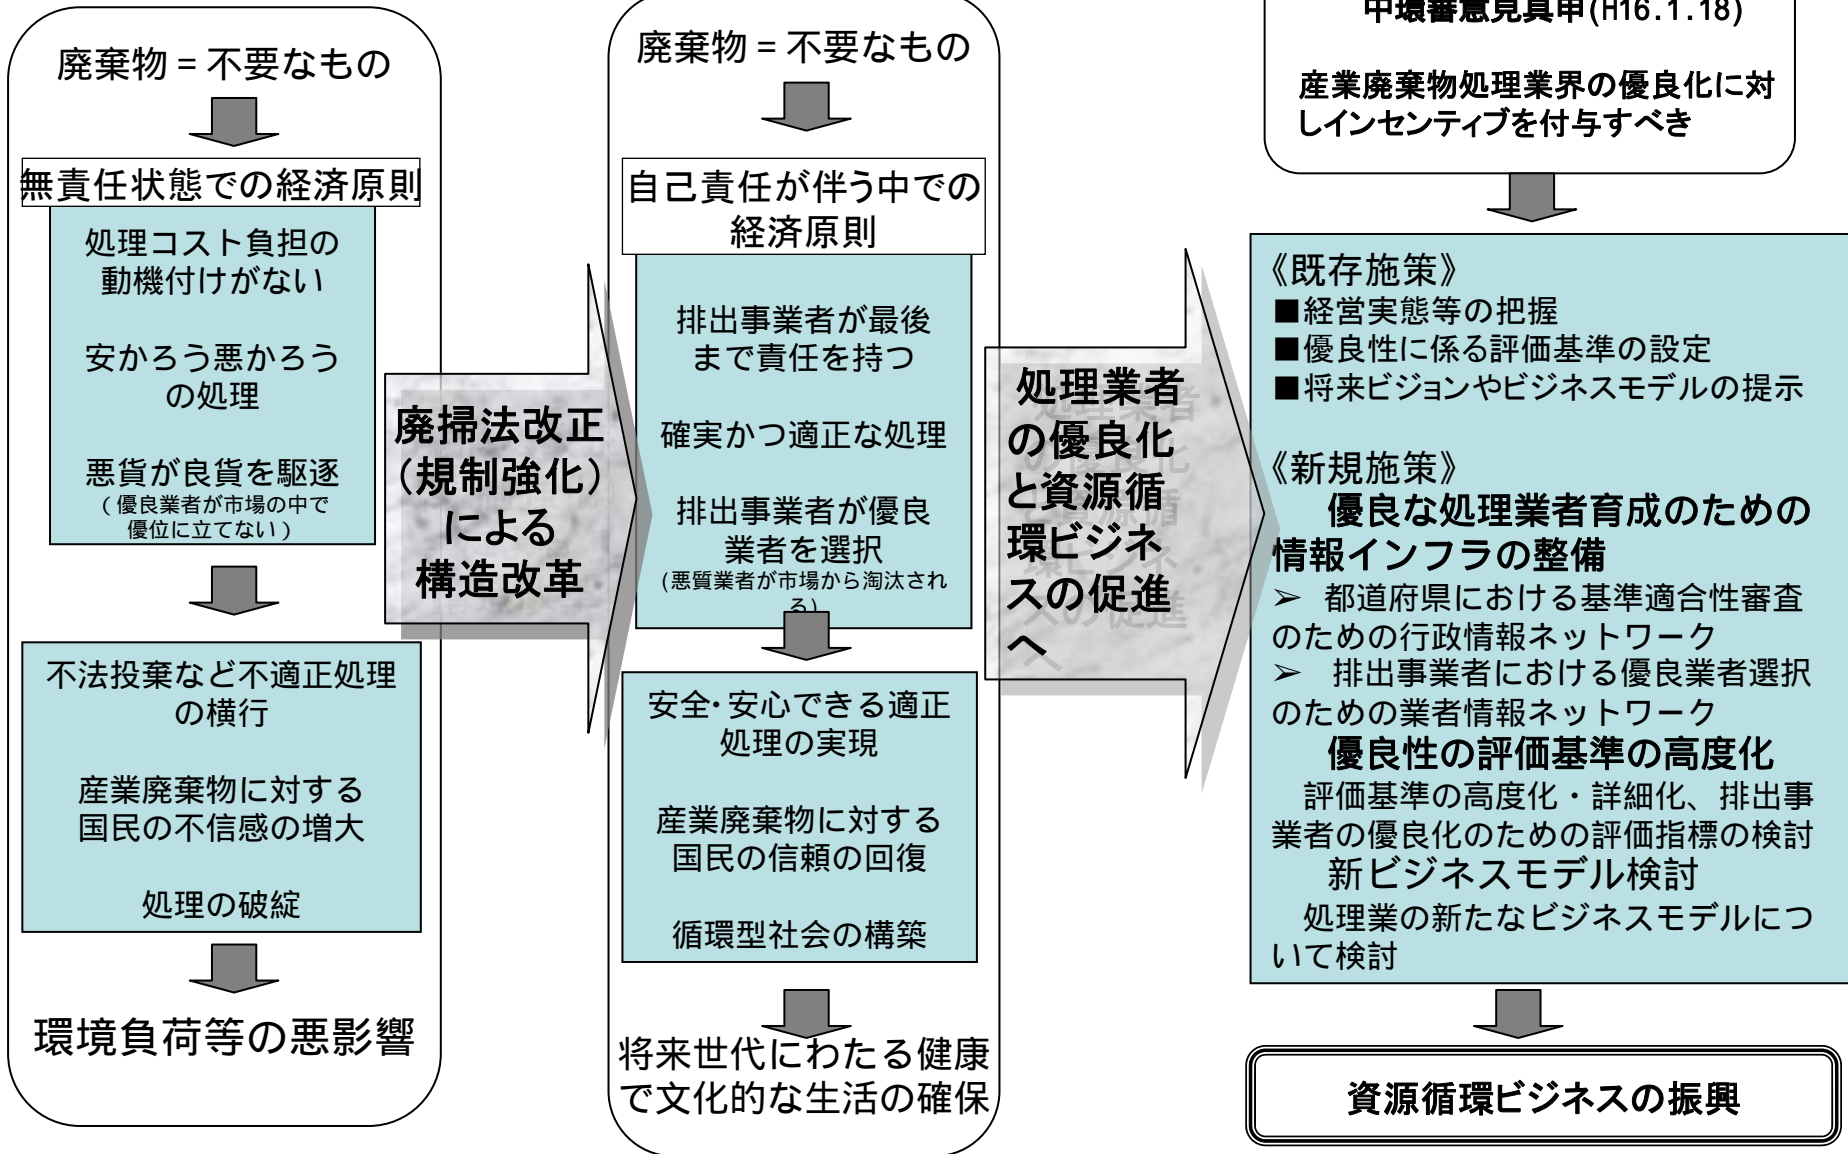 廃棄物 = 不要なもの
無責任状態での経済原則
処理コスト負担の
動機付けがない
安かろう悪かろう
の処理
悪貨が良貨を駆逐
(優良業者が市場の中で
優位に立てない)
不法投棄など不適正処理
の横行
産業廃棄物に対する
国民の不信感の増大
処理の破綻
環境負荷等の悪影響
廃掃法改正
(規制強化)
による
構造改革
廃棄物 = 不要なもの
自己責任が伴う中での
経済原則
排出事業者が最後
まで責任を持つ
確実かつ適正な処理
排出事業者が優良
業者を選択
(悪質業者が市場から淘汰され
る)
安全・安心できる適正
処理の実現
産業廃棄物に対する
国民の信頼の回復
循環型社会の構築
将来世代にわたる健康
で文化的な生活の確保
処理業者
の優良化
と資源循
環ビジネ
スの促進
へ
中環審意見具申(H16.1.18)
産業廃棄物処理業界の優良化に対
しインセンティブを付与すべき
《既存施策》
■経営実態等の把握
■優良性に係る評価基準の設定
■将来ビジョンやビジネスモデルの提示
《新規施策》
優良な処理業者育成のための
情報インフラの整備
➢ 都道府県における基準適合性審査
のための行政情報ネットワーク
➢ 排出事業者における優良業者選択
のための業者情報ネットワーク
優良性の評価基準の高度化
評価基準の高度化・詳細化、排出事
業者の優良化のための評価指標の検討
新ビジネスモデル検討
処理業の新たなビジネスモデルにつ
いて検討
資源循環ビジネスの振興